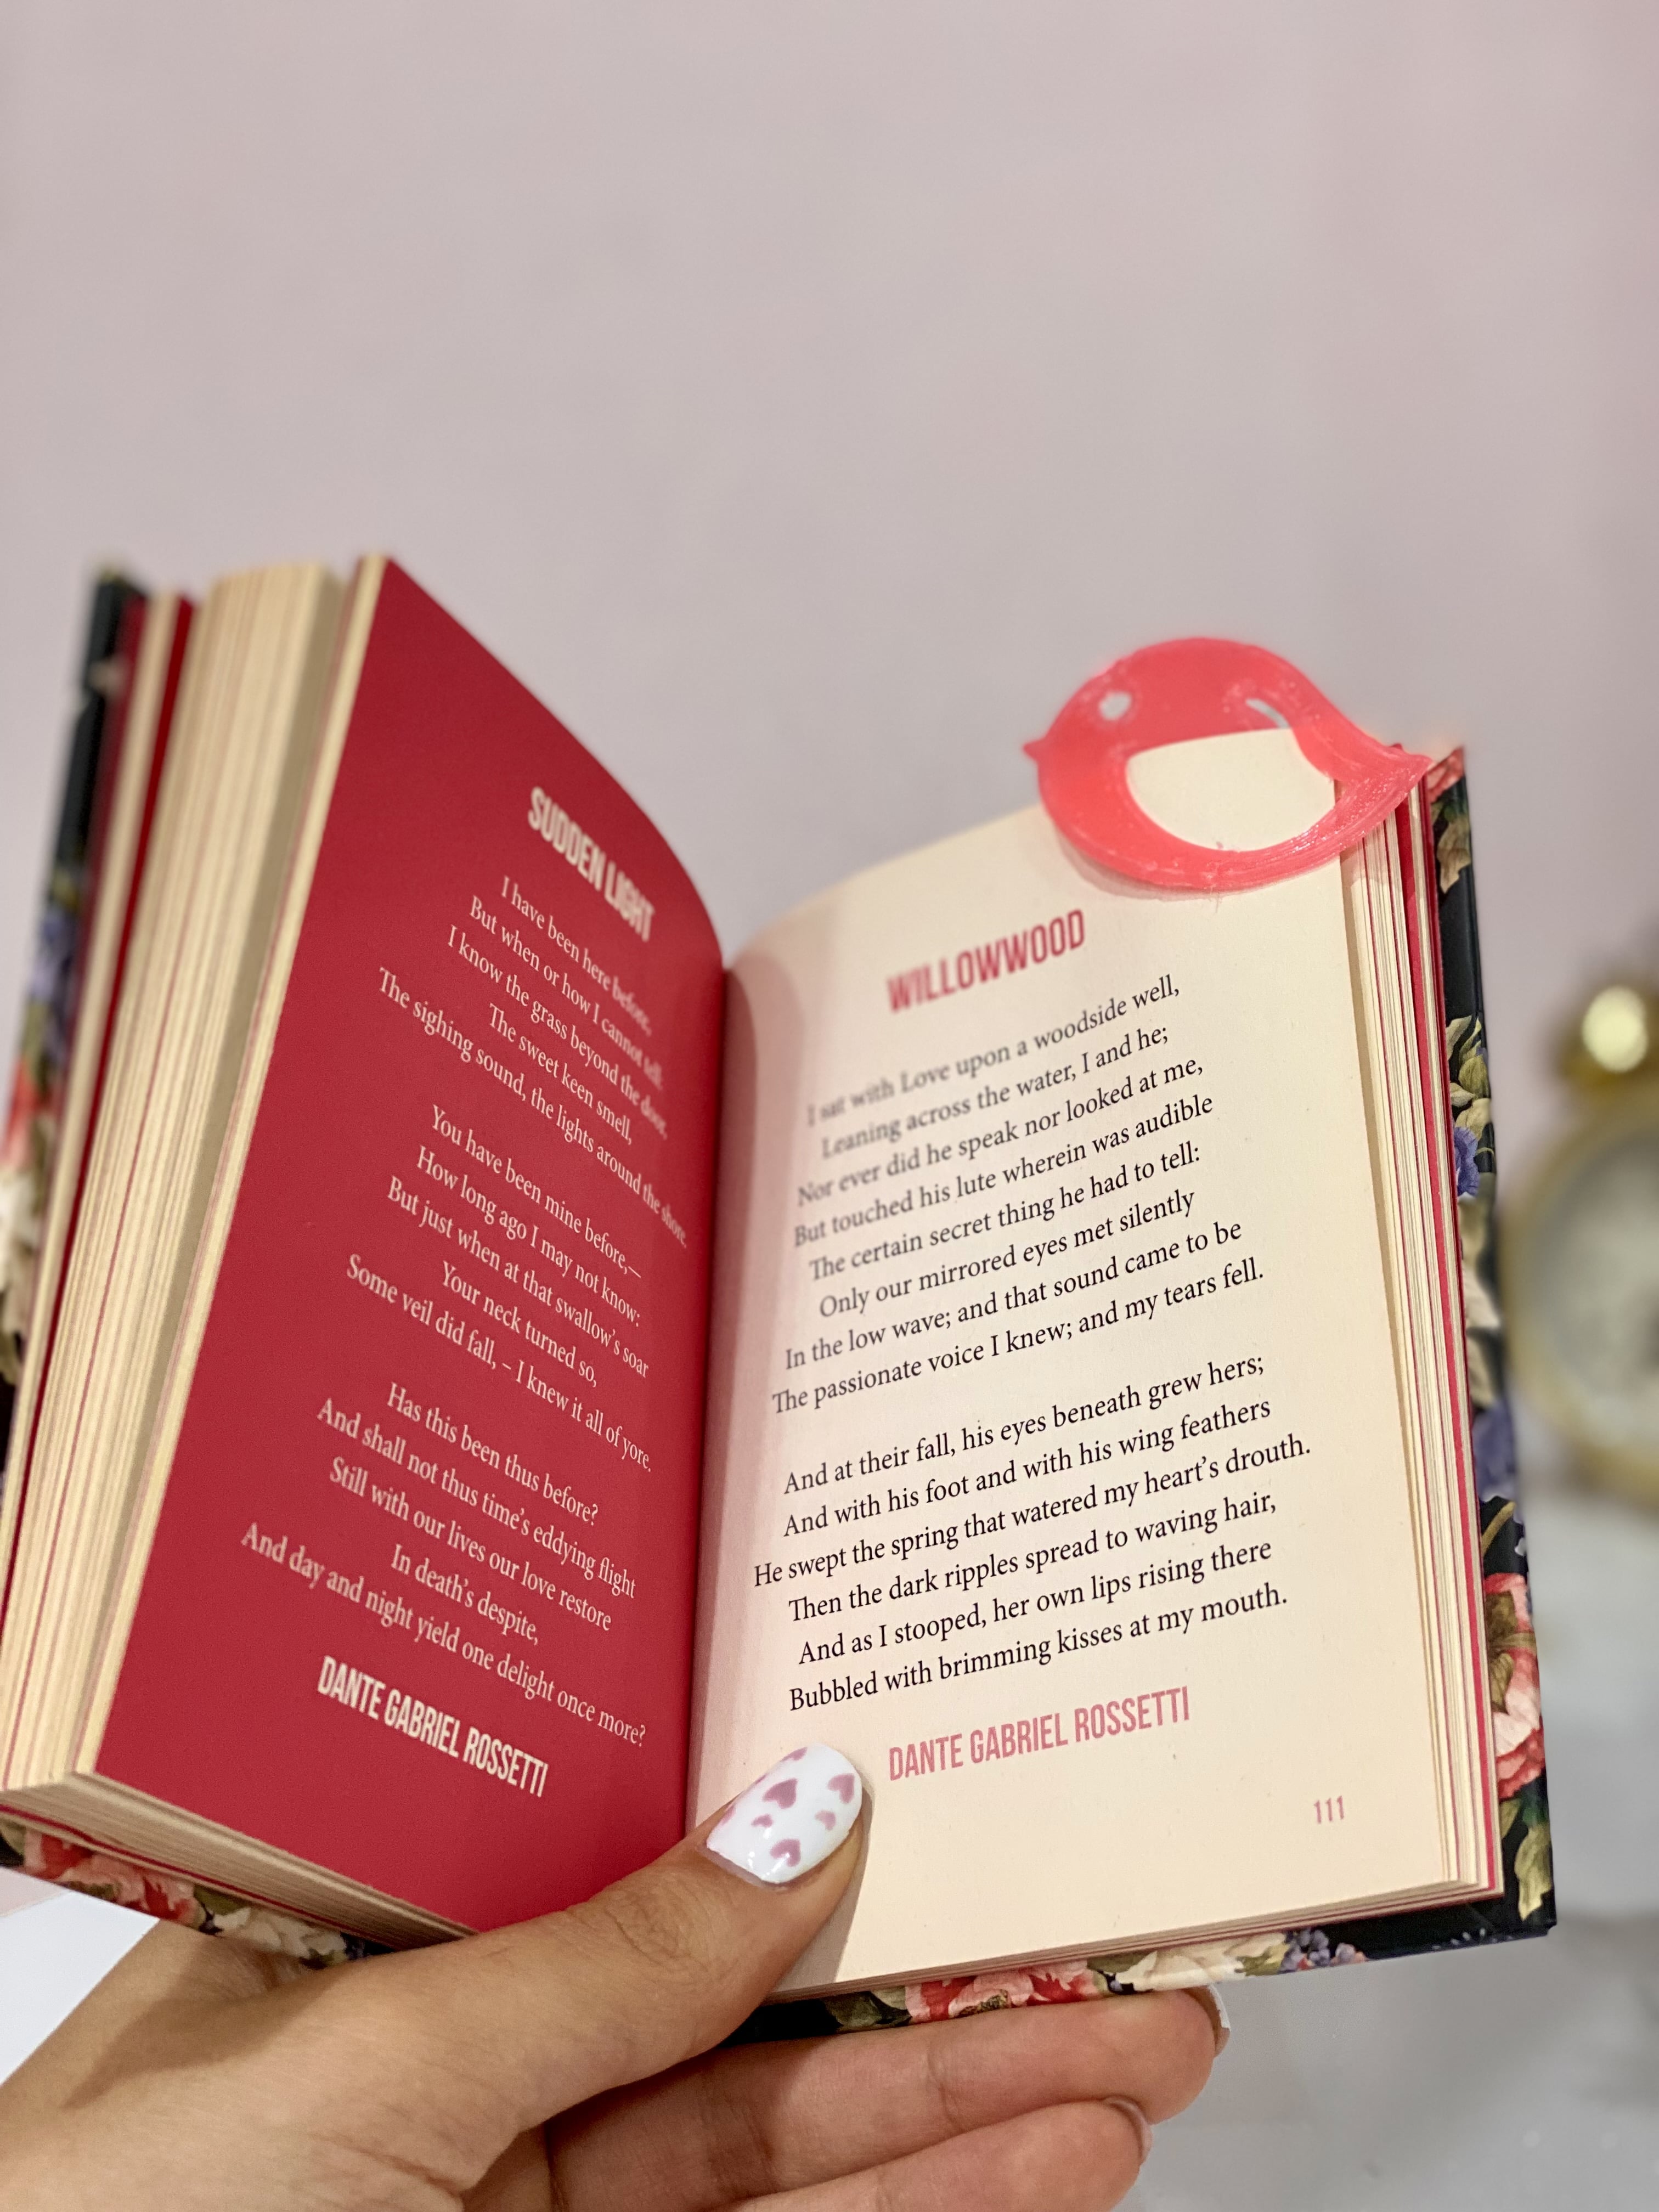 SUDDEN LIGHT
I have been here before,
But when or how I cannot tell:
I know the grass beyond the door,
The sweet keen smell,
The sighing sound, the lights around the shore.
You have been mine before,—
How long ago I may not know:
But just when at that swallow's soar
Your neck turned so,
Some veil did fall, – I knew it all of yore.
Has this been thus before?
And shall not thus time's eddying flight
Still with our lives our love restore
In death's despite,
And day and night yield one delight once more?
DANTE GABRIEL ROSSETTI
WILLOWWOOD
I sat with Love upon a woodside well,
Leaning across the water, I and he;
Nor ever did he speak nor looked at me,
But touched his lute wherein was audible
The certain secret thing he had to tell:
Only our mirrored eyes met silently
In the low wave; and that sound came to be
The passionate voice I knew; and my tears fell.
And at their fall, his eyes beneath grew hers;
And with his foot and with his wing feathers
He swept the spring that watered my heart's drouth.
Then the dark ripples spread to waving hair,
And as I stooped, her own lips rising there
Bubbled with brimming kisses at my mouth.
DANTE GABRIEL ROSSETTI
111